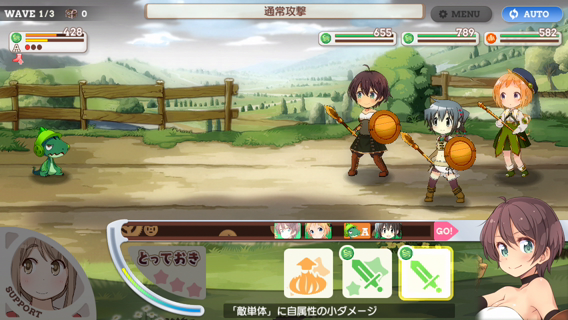 WAVE 1/3 0
通常攻撃
MENU
AUTO
428
A
655
789
582
GO!
A
SUPPORT
とっておき
「敵単体」に自属性の小ダメージ